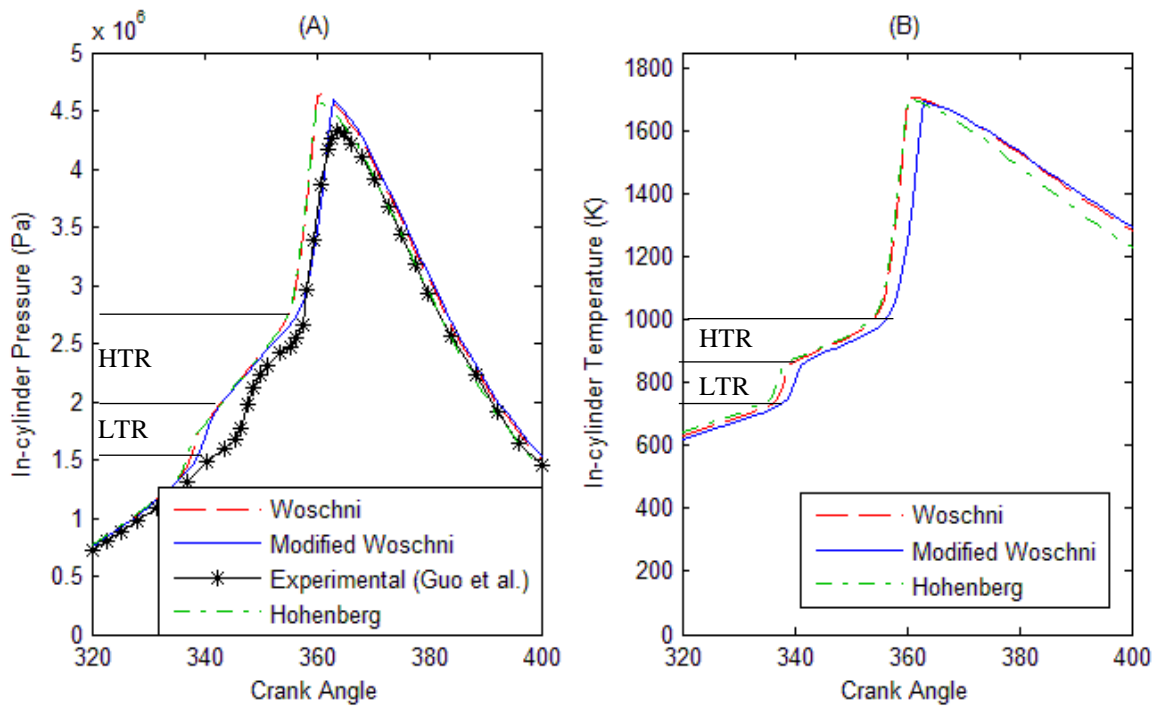 (A)
x 10⁶
5
4.5
4
3.5
3
2.5
2
1.5
1
0.5
0
In-cylinder Pressure (Pa)
HTR
LTR
Woschni
Modified Woschni
Experimental (Guo et al.)
Hohenberg
320 340 360 380 400
Crank Angle
(B)
1800
1600
1400
1200
1000
800
600
400
200
0
In-cylinder Temperature (K)
HTR
LTR
Woschni
Modified Woschni
Hohenberg
320 340 360 380 400
Crank Angle